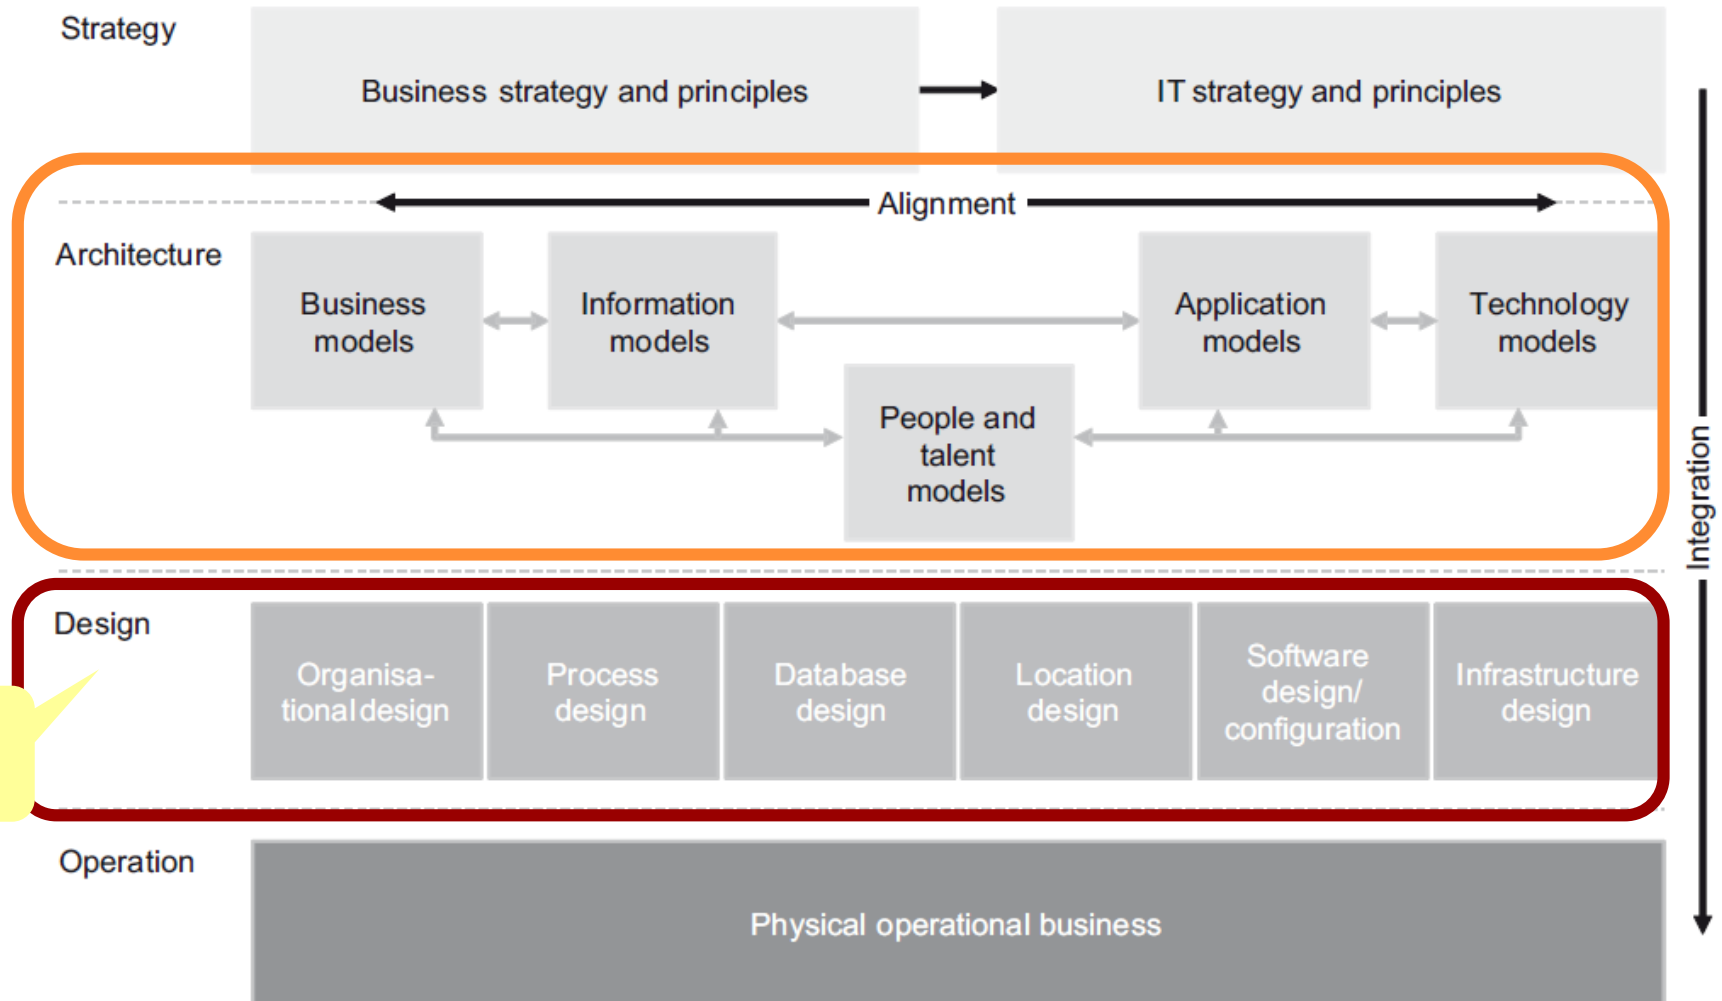 Strategy
Business strategy and principles
IT strategy and principles
Alignment
Architecture
Business
models
Information
models
Application
models
Technology
models
People and
talent
models
Integration
Design
Organisa-
tional design
Process
design
Database
design
Location
design
Software
design/
configuration
Infrastructure
design
Operation
Physical operational business